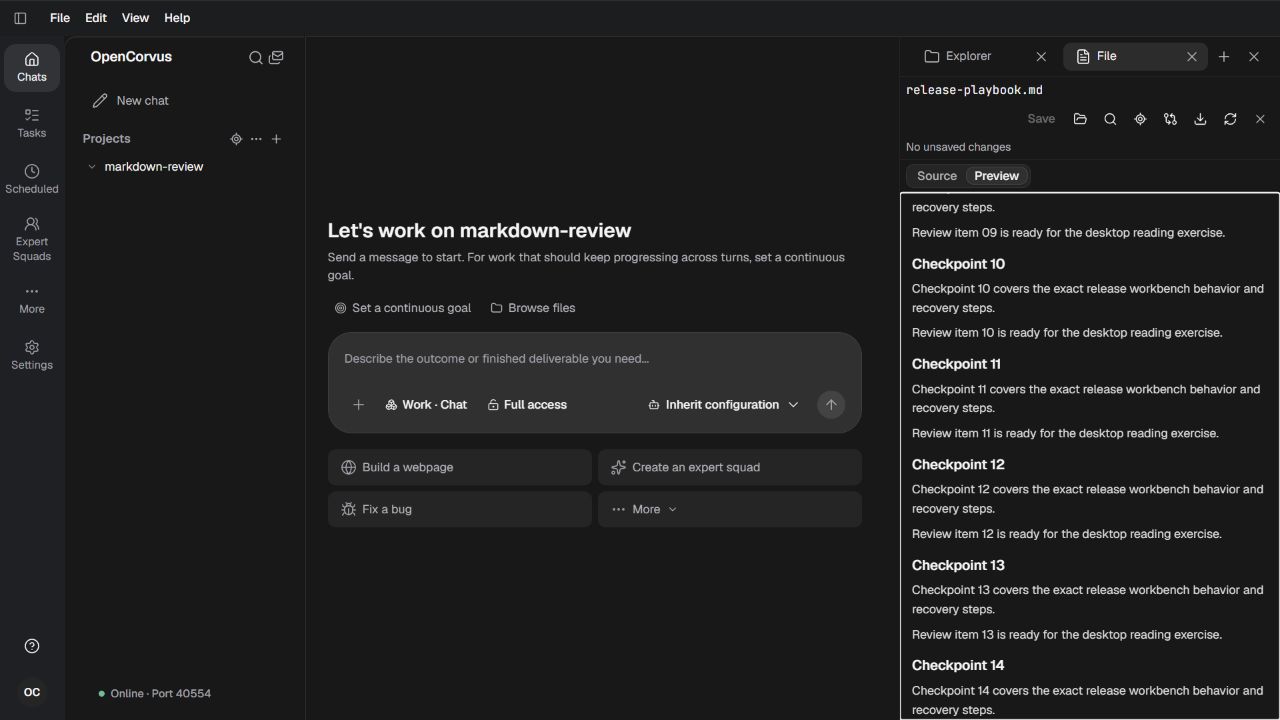 File Edit View Help
Chats
Tasks
Scheduled
Expert
Squads
More
Settings
OC
OpenCorvus
New chat
Projects
markdown-review
Online · Port 40554
Let's work on markdown-review
Send a message to start. For work that should keep progressing across turns, set a continuous
goal.
Set a continuous goal Browse files
Describe the outcome or finished deliverable you need...
Work · Chat Full access Inherit configuration
Build a webpage Create an expert squad
Fix a bug More
Explorer File
release-playbook.md
Save
No unsaved changes
Source Preview
recovery steps.
Review item 09 is ready for the desktop reading exercise.
Checkpoint 10
Checkpoint 10 covers the exact release workbench behavior and
recovery steps.
Review item 10 is ready for the desktop reading exercise.
Checkpoint 11
Checkpoint 11 covers the exact release workbench behavior and
recovery steps.
Review item 11 is ready for the desktop reading exercise.
Checkpoint 12
Checkpoint 12 covers the exact release workbench behavior and
recovery steps.
Review item 12 is ready for the desktop reading exercise.
Checkpoint 13
Checkpoint 13 covers the exact release workbench behavior and
recovery steps.
Review item 13 is ready for the desktop reading exercise.
Checkpoint 14
Checkpoint 14 covers the exact release workbench behavior and
recovery steps.